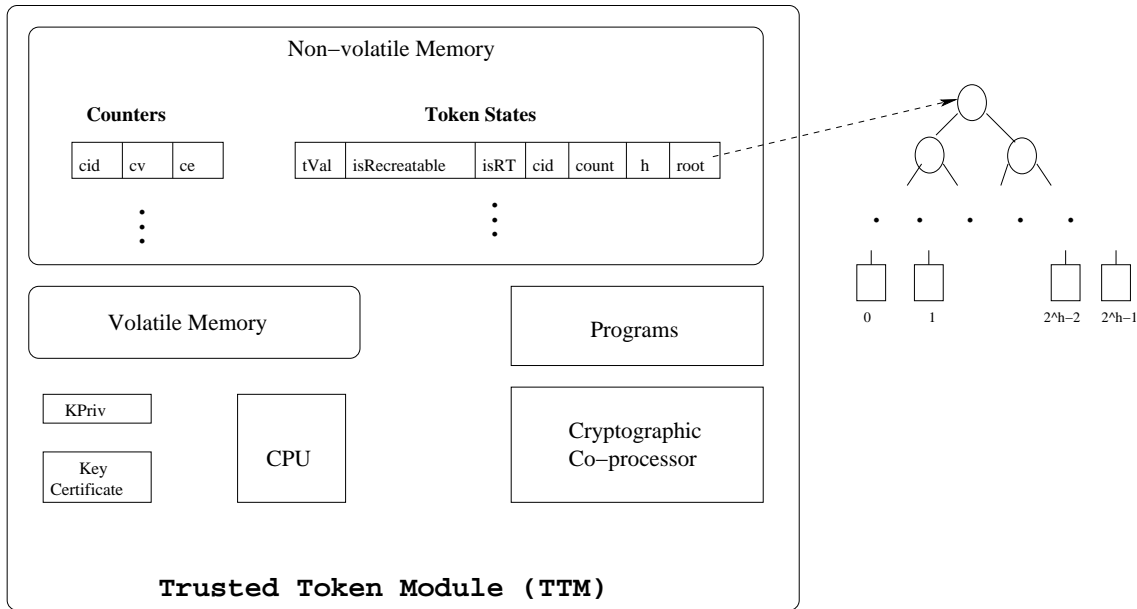 Non−volatile Memory
Counters
Token States
cid cv ce
tVal isRecreatable isRT cid count h root
Volatile Memory
Programs
0 1 2^h−2 2^h−1
KPriv
Key
Certificate
CPU
Cryptographic
Co−processor
Trusted Token Module (TTM)